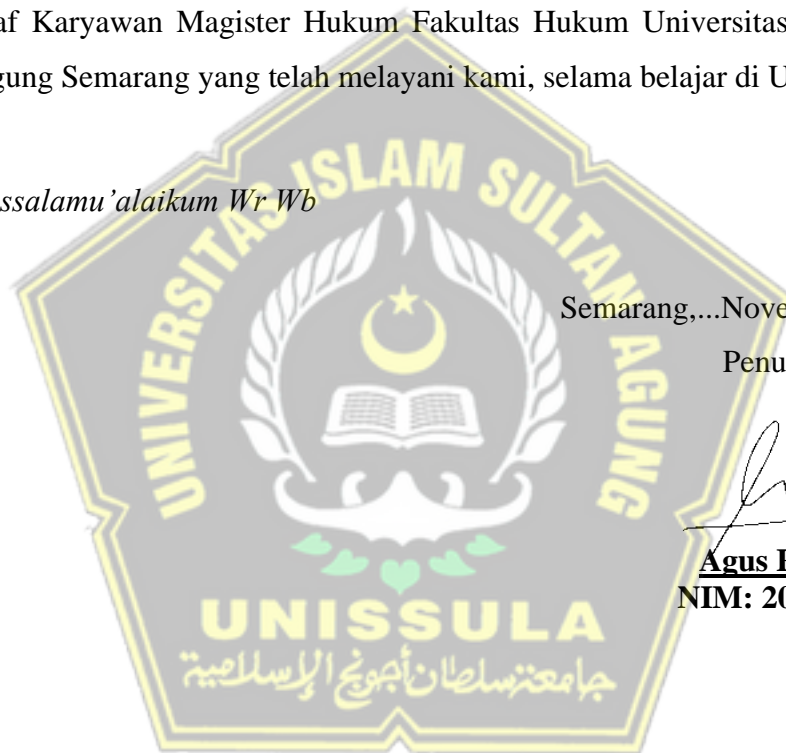 af Karyawan Magister Hukum Fakultas Hukum Universitas
gung Semarang yang telah melayani kami, selama belajar di U
ssalamu’alaikum Wr Wb
Semarang,...Nove
Penu
Agus
NIM: 20
UNIVERSITAS ISLAM SULTAN AGUNG
UNISSULA
جامعة سلطان أجونج الإسلامية